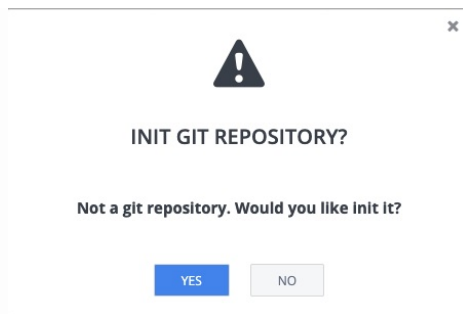 INIT GIT REPOSITORY?
Not a git repository. Would you like init it?
YES NO